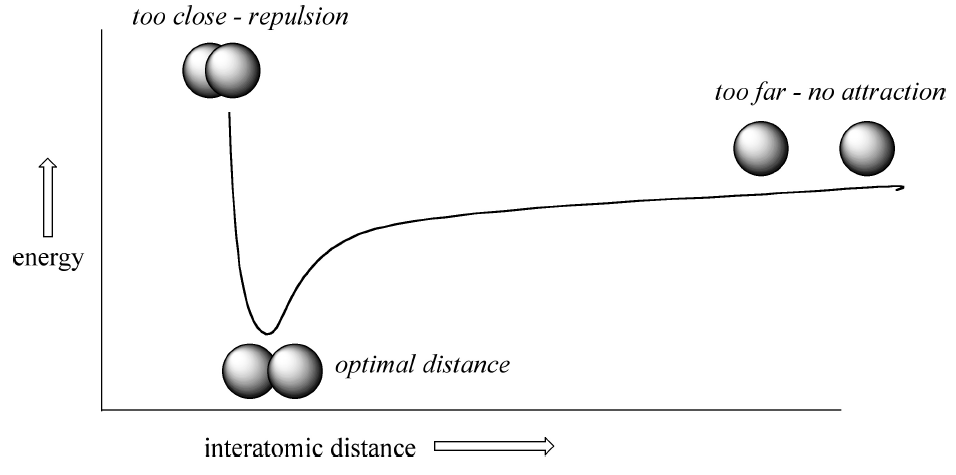 too close - repulsion
too far - no attraction
energy
optimal distance
interatomic distance